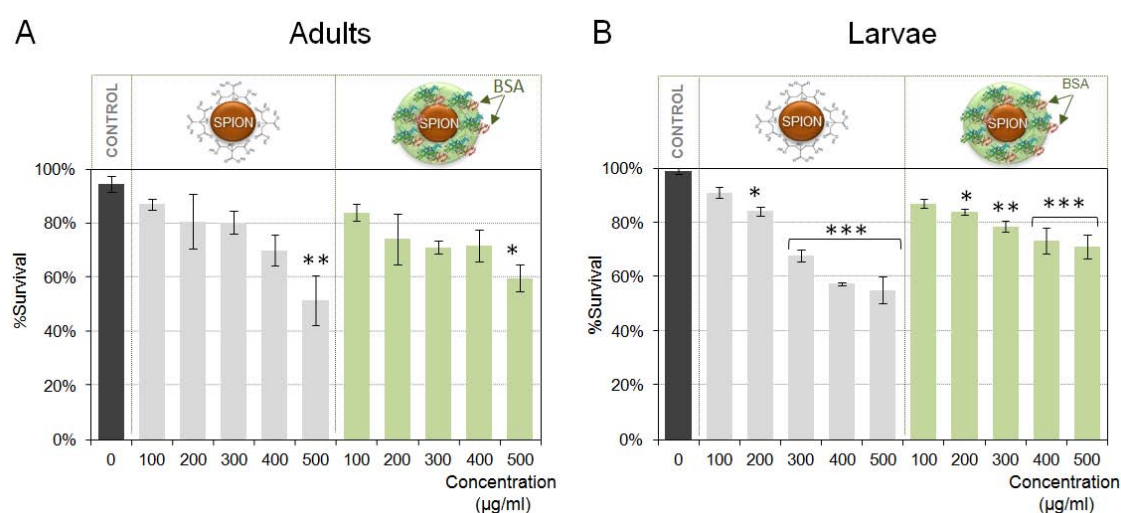 A Adults
CONTROL
SPION
SPION
BSA
%Survival
100%
80%
60%
40%
20%
0%
**
*
0 100 200 300 400 500 100 200 300 400 500
Concentration
(µg/ml)
B Larvae
CONTROL
SPION
SPION
BSA
%Survival
100%
80%
60%
40%
20%
0%
*
***
*
**
***
0 100 200 300 400 500 100 200 300 400 500
Concentration
(µg/ml)